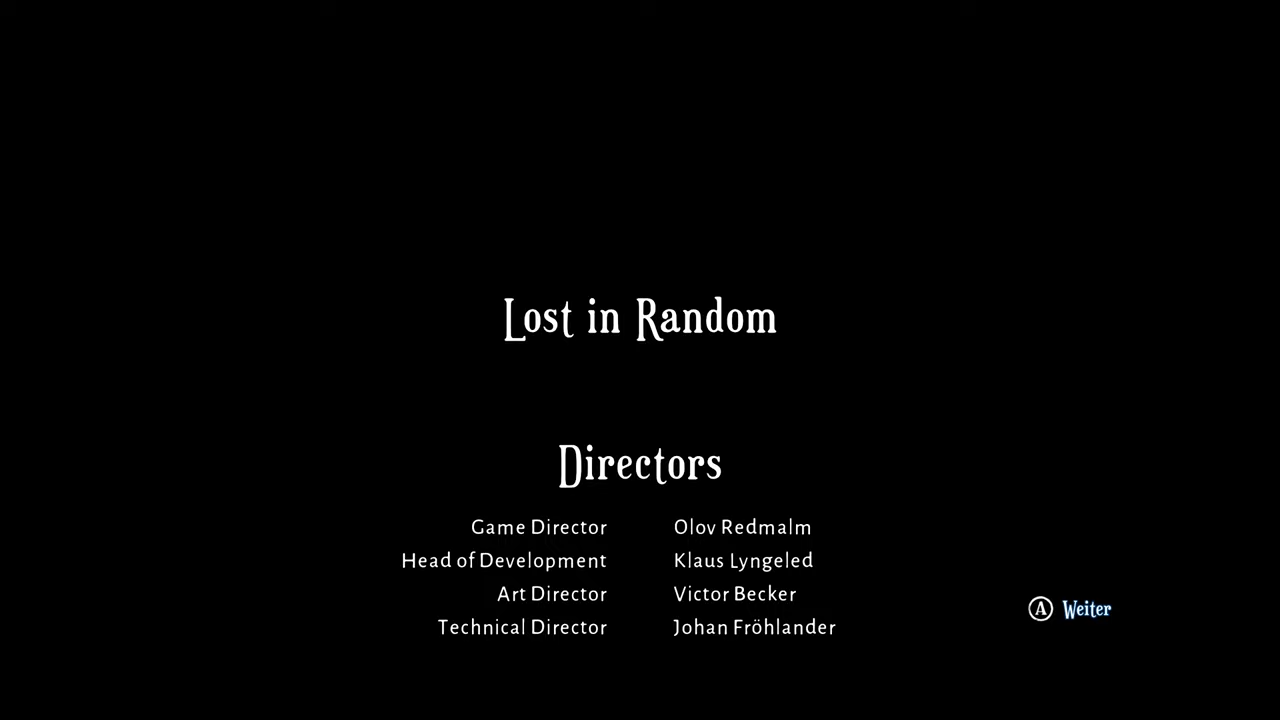 Lost in Random
Directors
Game Director Olov Redmalm
Head of Development Klaus Lyngeled
Art Director Victor Becker
Technical Director Johan Fröhlander
A Weiter